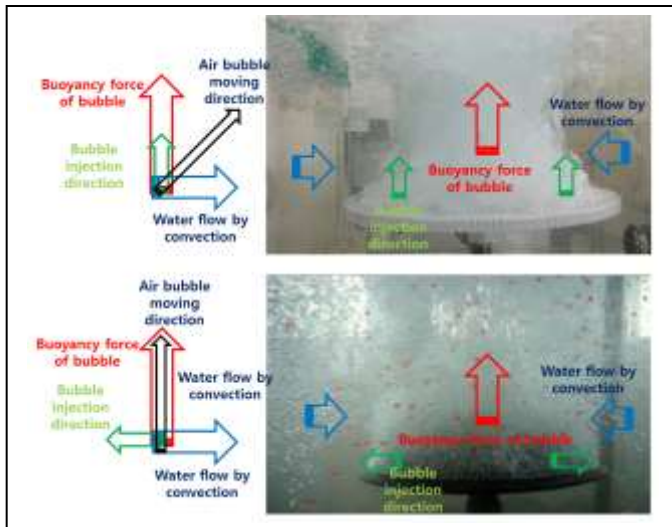 Buoyancy force
of bubble
Air bubble
moving
direction
Bubble
injection
direction
Water flow by
convection
Water flow by
convection
Buoyancy force
of bubble
injection
direction
Air bubble
moving
direction
Buoyancy force
of bubble
Water flow by
convection
Bubble
injection
direction
Water flow by
convection
Water flow by
convection
Buoyancy force of bubble
Bubble
injection
direction